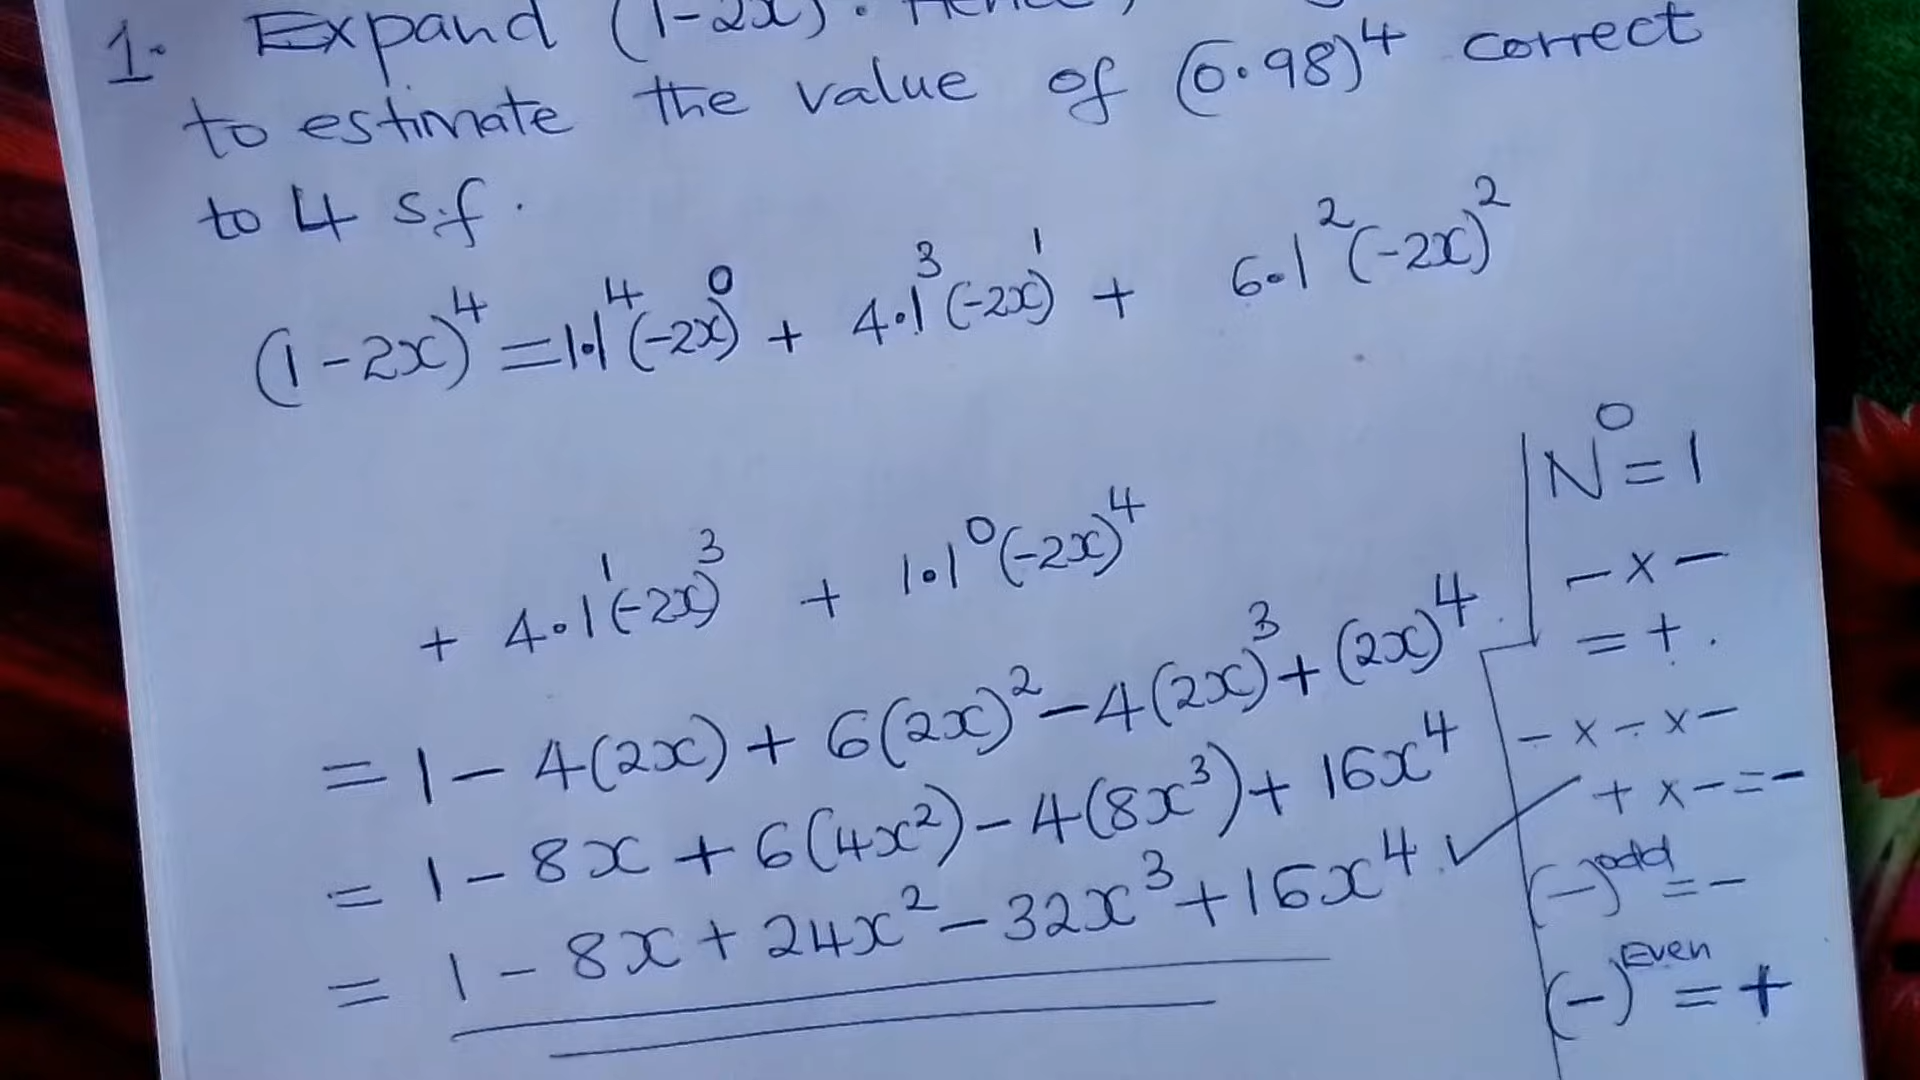 1. Expand (1-2x). Hence,
to estimate the value of (0.98)⁴ correct
to 4 s.f.
(1-2x)⁴ = 1·1⁴(-2x)⁰ + 4·1³(-2x)¹ + 6·1²(-2x)²
+ 4·1¹(-2x)³ + 1·1⁰(-2x)⁴
= 1 - 4(2x) + 6(2x)² - 4(2x)³ + (2x)⁴
= 1 - 8x + 6(4x²) - 4(8x³) + 16x⁴
= 1 - 8x + 24x² - 32x³ + 16x⁴. ✓
N⁰ = 1
- x -
= + .
- x - x -
+ x - = -
(-)ᵒᵈᵈ = -
(-)ᴱᵛᵉⁿ = +